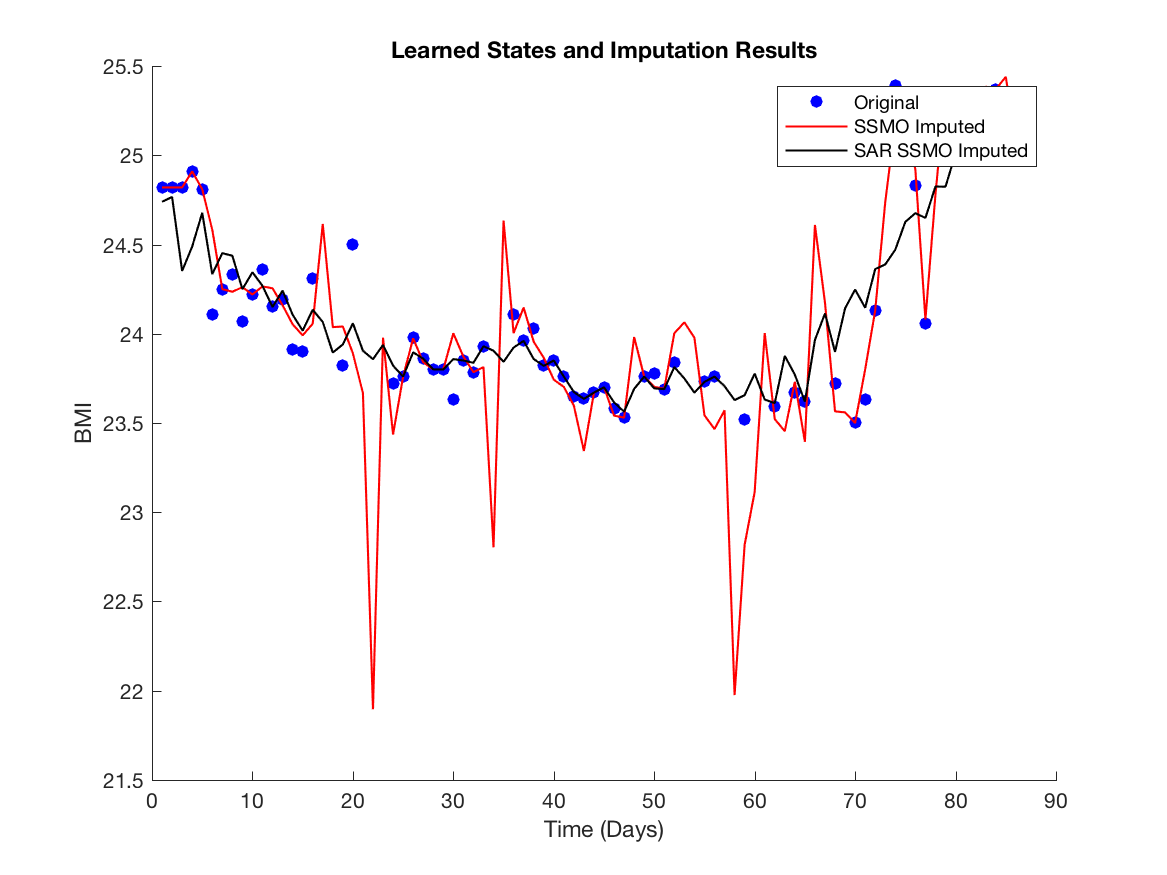 Learned States and Imputation Results
25.5
25
24.5
24
23.5
23
22.5
22
21.5
BMI
Original
SSMO Imputed
SAR SSMO Imputed
0 10 20 30 40 50 60 70 80 90
Time (Days)